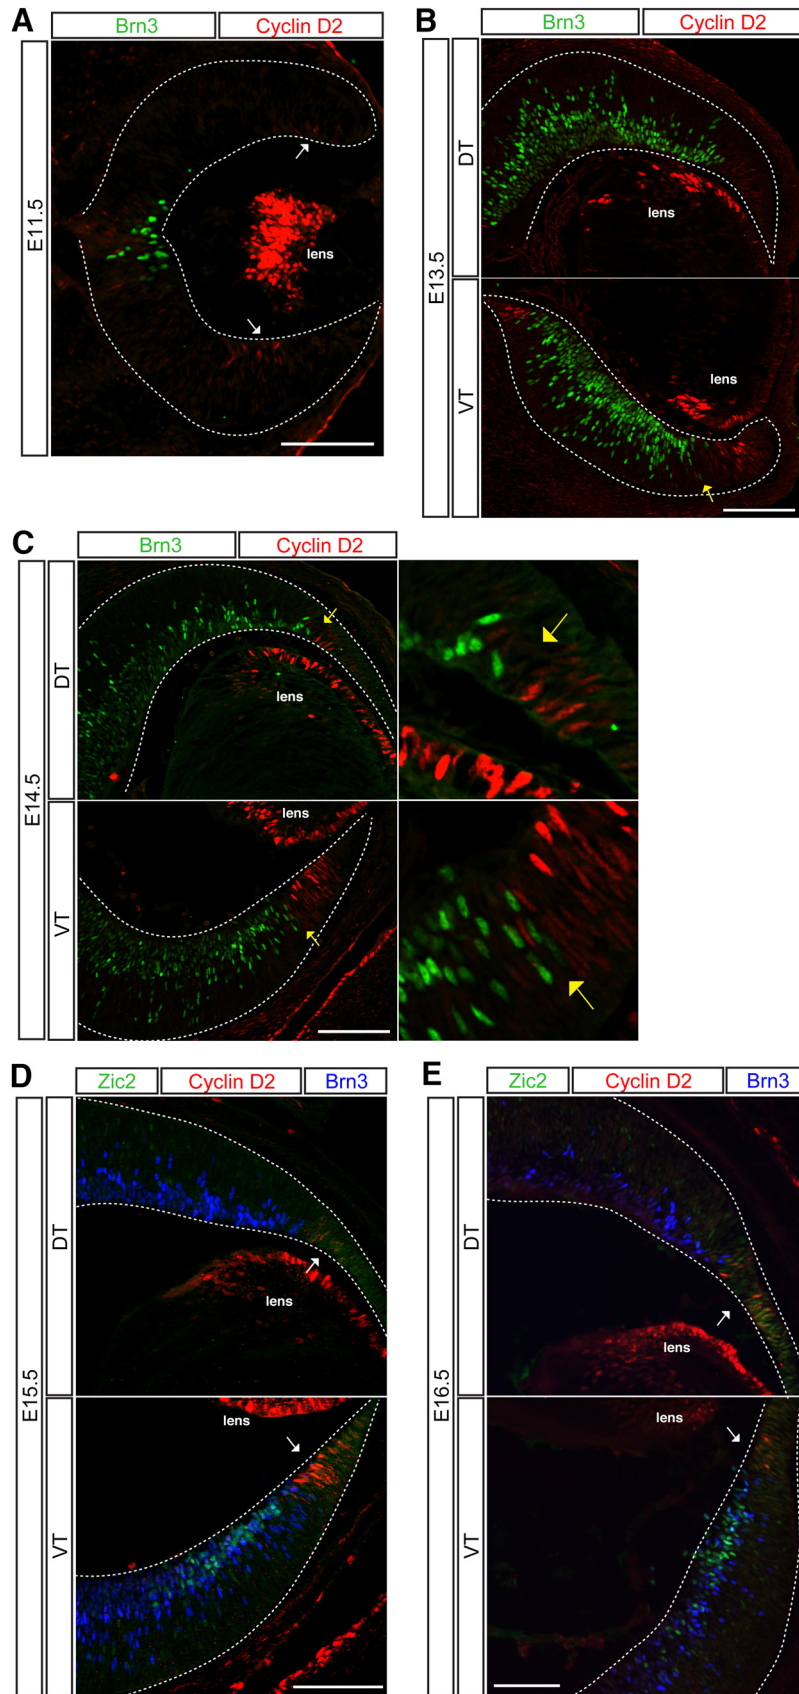 A
Brn3
Cyclin D2
E11.5
lens
B
Brn3
Cyclin D2
E13.5
DT
lens
VT
lens
C
Brn3
Cyclin D2
E14.5
DT
lens
VT
lens
D
Zic2
Cyclin D2
Brn3
E15.5
DT
lens
VT
lens
E
Zic2
Cyclin D2
Brn3
E16.5
DT
lens
VT
lens